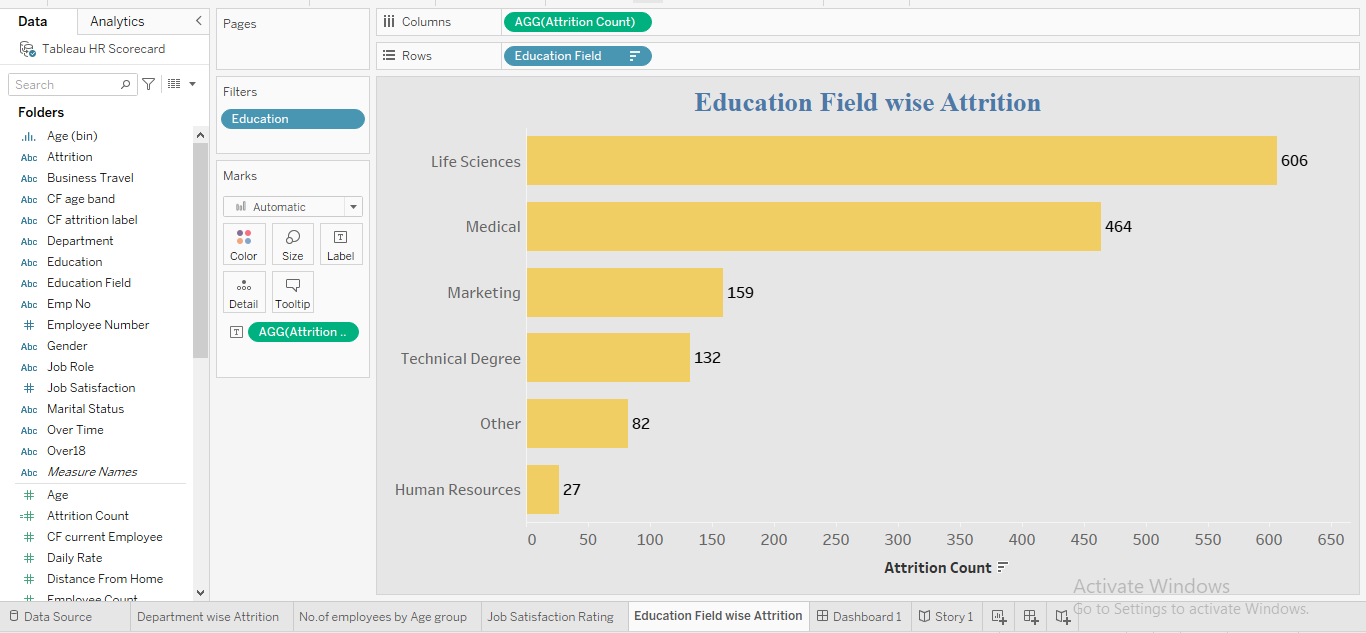 Data
Analytics
Tableau HR Scorecard
Search
Folders
Age (bin)
Abc Attrition
Abc Business Travel
Abc CF age band
Abc CF attrition label
Abc Department
Abc Education
Abc Education Field
Abc Emp No
Employee Number
Abc Gender
Abc Job Role
Job Satisfaction
Abc Marital Status
Abc Over Time
Abc Over18
Abc Measure Names
Age
Attrition Count
CF current Employee
Daily Rate
Distance From Home
Employee Count
Pages
Filters
Education
Marks
Automatic
Color Size Label
Detail Tooltip
AGG(Attrition ..
Columns AGG(Attrition Count)
Rows Education Field
Education Field wise Attrition
Life Sciences 606
Medical 464
Marketing 159
Technical Degree 132
Other 82
Human Resources 27
0 50 100 150 200 250 300 350 400 450 500 550 600 650
Attrition Count
Activate Windows
Go to Settings to activate Windows.
Data Source Department wise Attrition No.of employees by Age group Job Satisfaction Rating Education Field wise Attrition Dashboard 1 Story 1